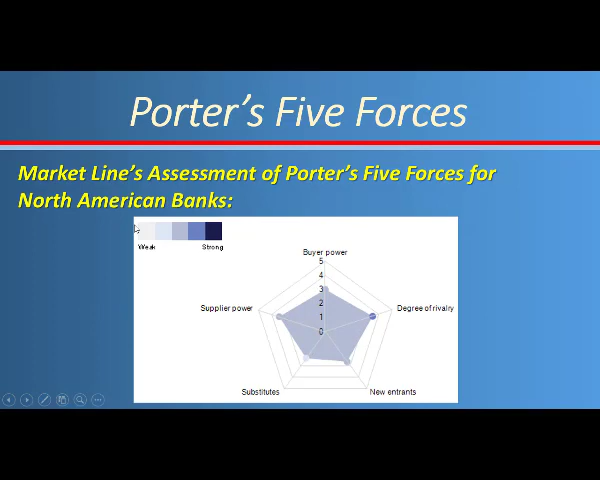 Porter's Five Forces
Market Line's Assessment of Porter's Five Forces for
North American Banks:
Weak Strong
Buyer power
5
4
3
2
1
0
Supplier power
Degree of rivalry
Substitutes
New entrants